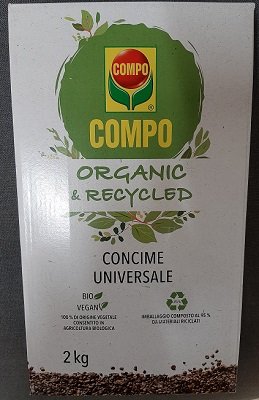 COMPO
®
COMPO
ORGANIC
& RECYCLED
CONCIME
UNIVERSALE
BIO
VEGAN
100 % DI ORIGINE VEGETALE
CONSENTITO IN
AGRICOLTURA BIOLOGICA
IMBALLAGGIO COMPOSTO AL 95 %
DA MATERIALI RICICLATI
2 kg